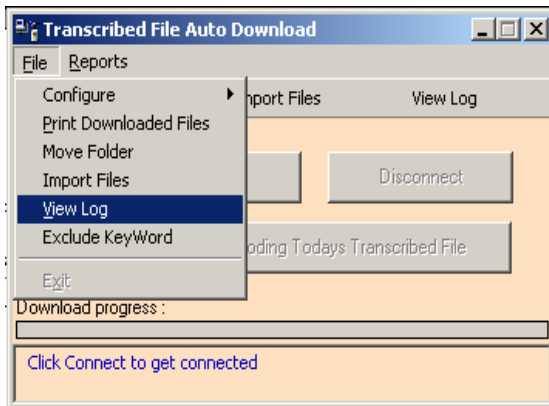 Transcribed File Auto Download
File Reports
Configure
Print Downloaded Files
Move Folder
Import Files
View Log
Exclude KeyWord
Exit
Files View Log
Disconnect
Todays Transcribed File
Download progress :
Click Connect to get connected